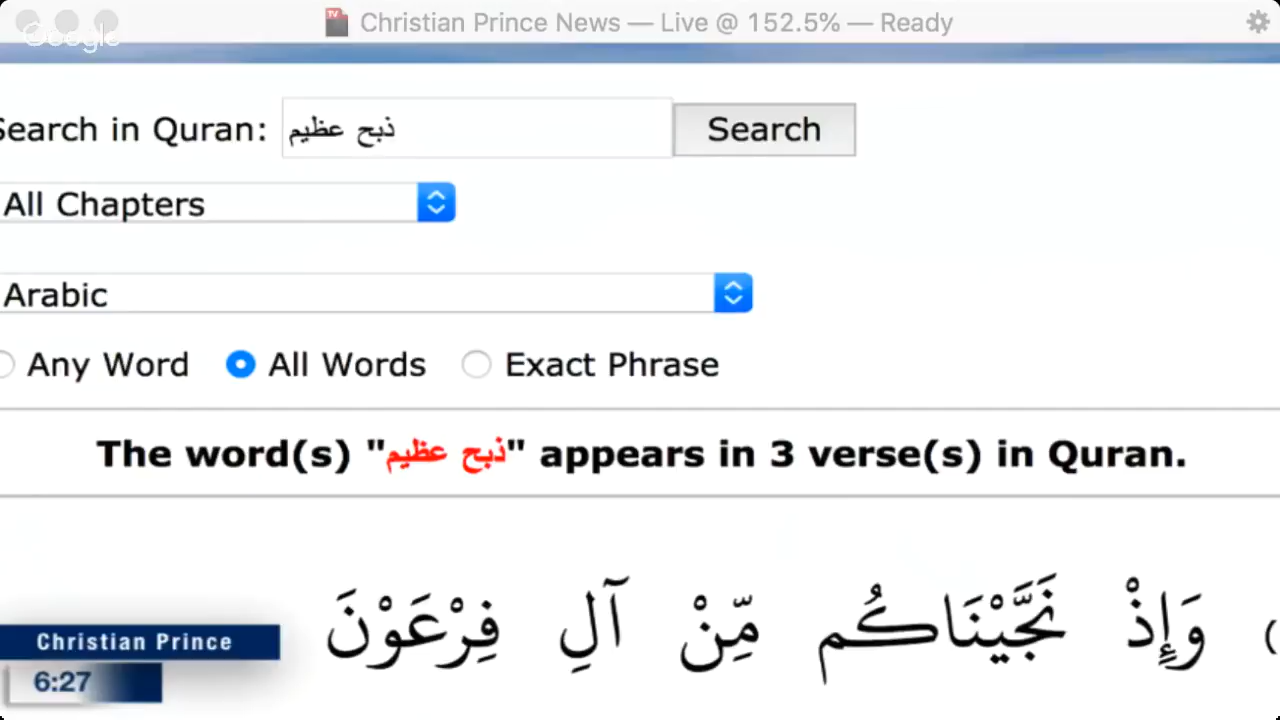 Christian Prince News — Live @ 152.5% — Ready
Google
Search in Quran: ذبح عظيم Search
All Chapters
Arabic
Any Word All Words Exact Phrase
The word(s) "ذبح عظيم" appears in 3 verse(s) in Quran.
وَإِذْ نَجَّيْنَاكُم مِّنْ آلِ فِرْعَوْنَ
Christian Prince
6:27